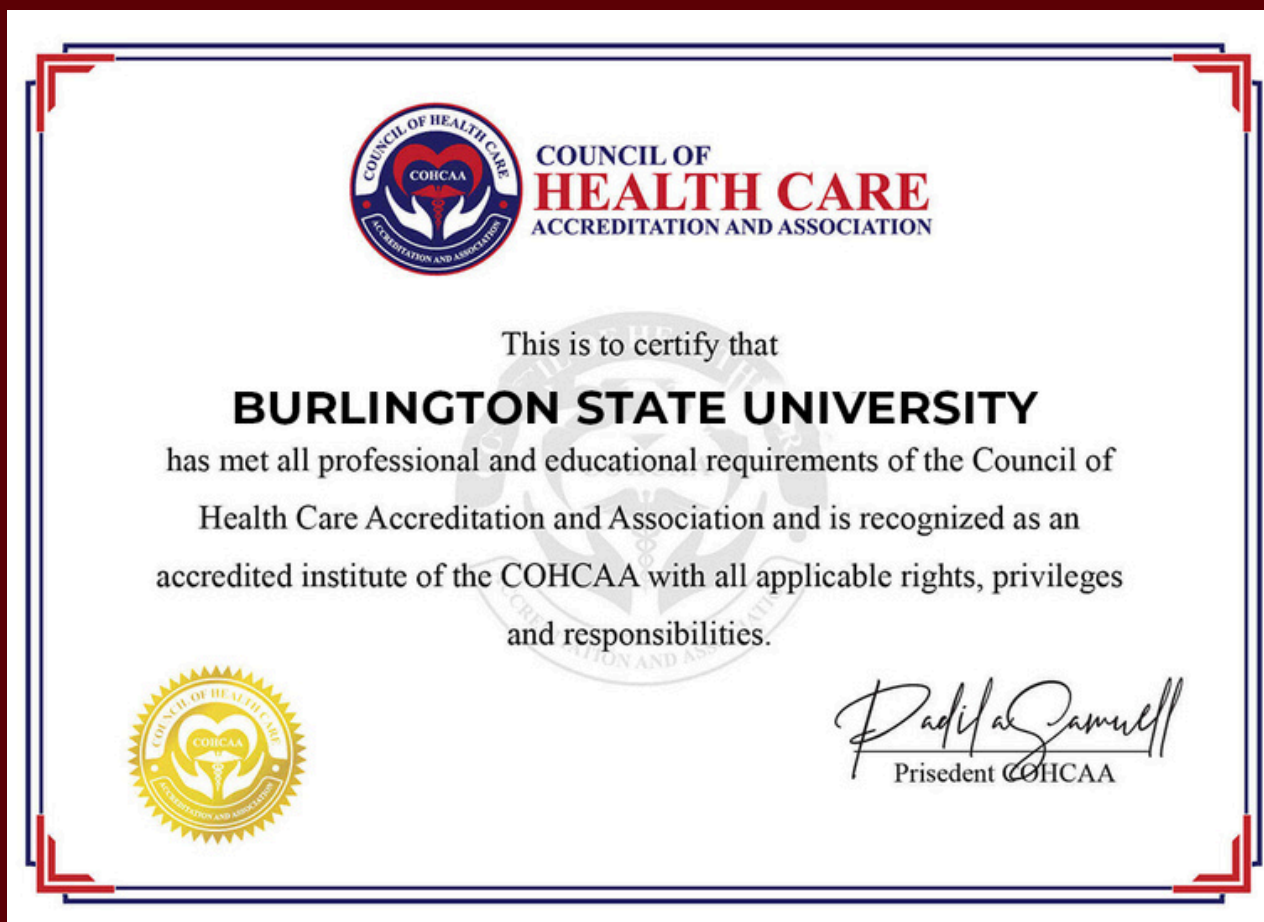 COUNCIL OF HEALTH CARE
COHCAA
ACCREDITATION AND ASSOCIATION
COUNCIL OF
HEALTH CARE
ACCREDITATION AND ASSOCIATION
This is to certify that
BURLINGTON STATE UNIVERSITY
has met all professional and educational requirements of the Council of
Health Care Accreditation and Association and is recognized as an
accredited institute of the COHCAA with all applicable rights, privileges
and responsibilities.
COUNCIL OF HEALTH CARE
COHCAA
ACCREDITATION AND ASSOCIATION
Padila Samuell
Prisedent COHCAA